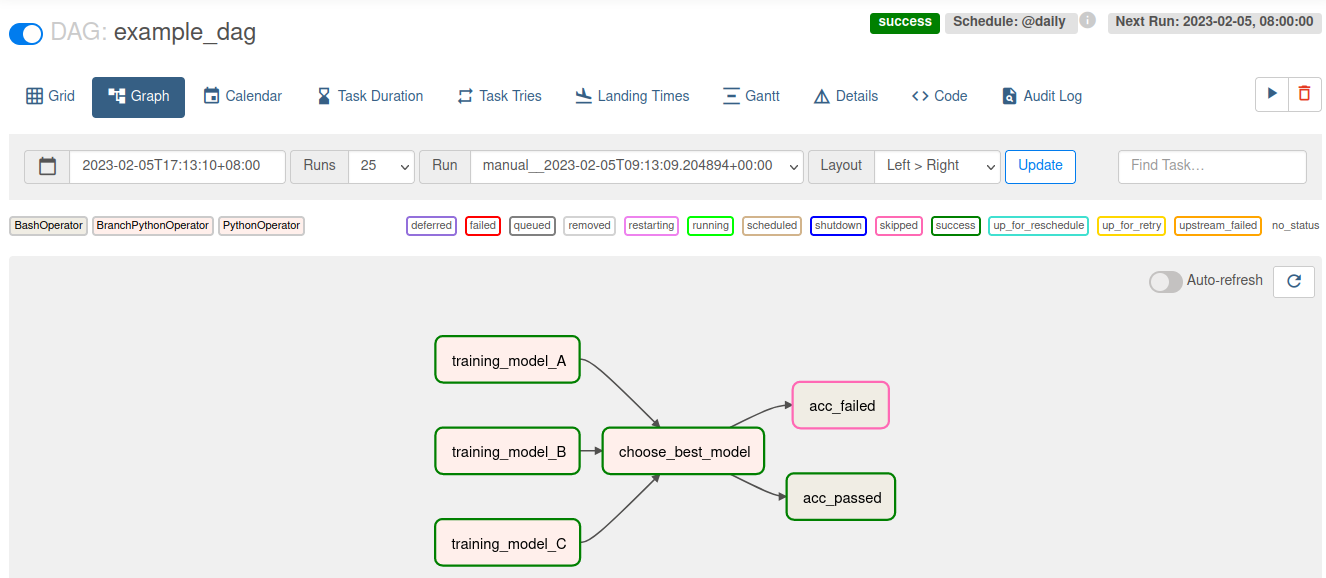 DAG: example_dag
success Schedule: @daily i Next Run: 2023-02-05, 08:00:00
Grid Graph Calendar Task Duration Task Tries Landing Times Gantt Details Code Audit Log
2023-02-05T17:13:10+08:00 Runs 25 Run manual__2023-02-05T09:13:09.204894+00:00 Layout Left > Right Update Find Task…
BashOperator BranchPythonOperator PythonOperator deferred failed queued removed restarting running scheduled shutdown skipped success up_for_reschedule up_for_retry upstream_failed no_status
Auto-refresh
training_model_A
acc_failed
training_model_B choose_best_model
acc_passed
training_model_C